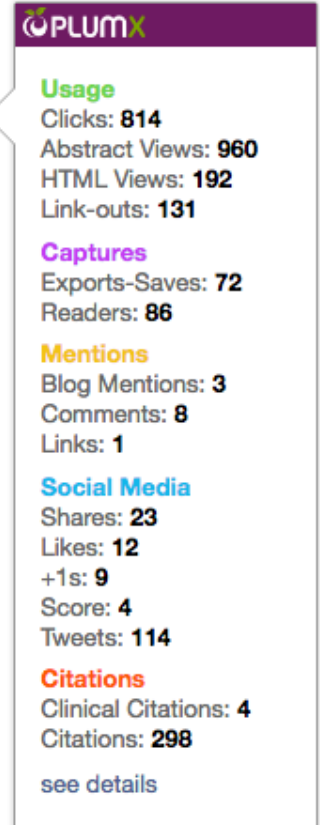 PLUMX
Usage
Clicks: 814
Abstract Views: 960
HTML Views: 192
Link-outs: 131
Captures
Exports-Saves: 72
Readers: 86
Mentions
Blog Mentions: 3
Comments: 8
Links: 1
Social Media
Shares: 23
Likes: 12
+1s: 9
Score: 4
Tweets: 114
Citations
Clinical Citations: 4
Citations: 298
see details